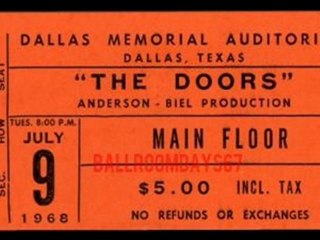 DALLAS MEMORIAL AUDITORI
DALLAS, TEXAS
"THE DOORS"
ANDERSON - BIEL PRODUCTION
SEAT
ROW
SEC.
TUES. 8:00 P.M.
JULY
9
1968
MAIN FLOOR
BALLROOMDAYS67
$5.00 INCL. TAX
NO REFUNDS OR EXCHANGES